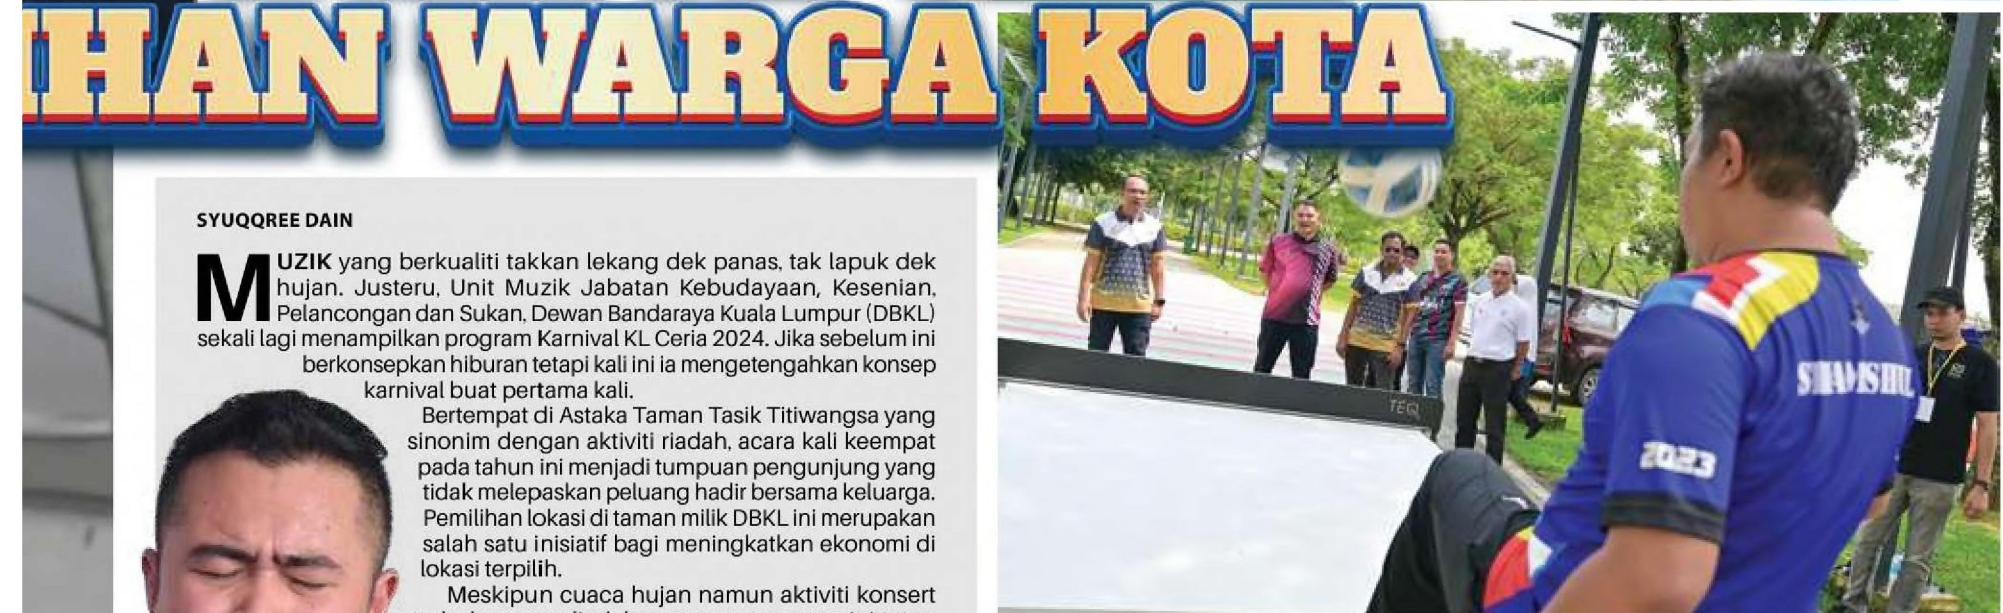 HAN WARGA KOTA
SYUQQREE DAIN
MUZIK yang berkualiti takkan lekang dek panas, tak lapuk dek
hujan. Justeru, Unit Muzik Jabatan Kebudayaan, Kesenian,
Pelancongan dan Sukan, Dewan Bandaraya Kuala Lumpur (DBKL)
sekali lagi menampilkan program Karnival KL Ceria 2024. Jika sebelum ini
berkonsepkan hiburan tetapi kali ini ia mengetengahkan konsep
karnival buat pertama kali.
Bertempat di Astaka Taman Tasik Titiwangsa yang
sinonim dengan aktiviti riadah, acara kali keempat
pada tahun ini menjadi tumpuan pengunjung yang
tidak melepaskan peluang hadir bersama keluarga.
Pemilihan lokasi di taman milik DBKL ini merupakan
salah satu inisiatif bagi meningkatkan ekonomi di
lokasi terpilih.
Meskipun cuaca hujan namun aktiviti konsert
TEQ
SHAMSHUL
2023